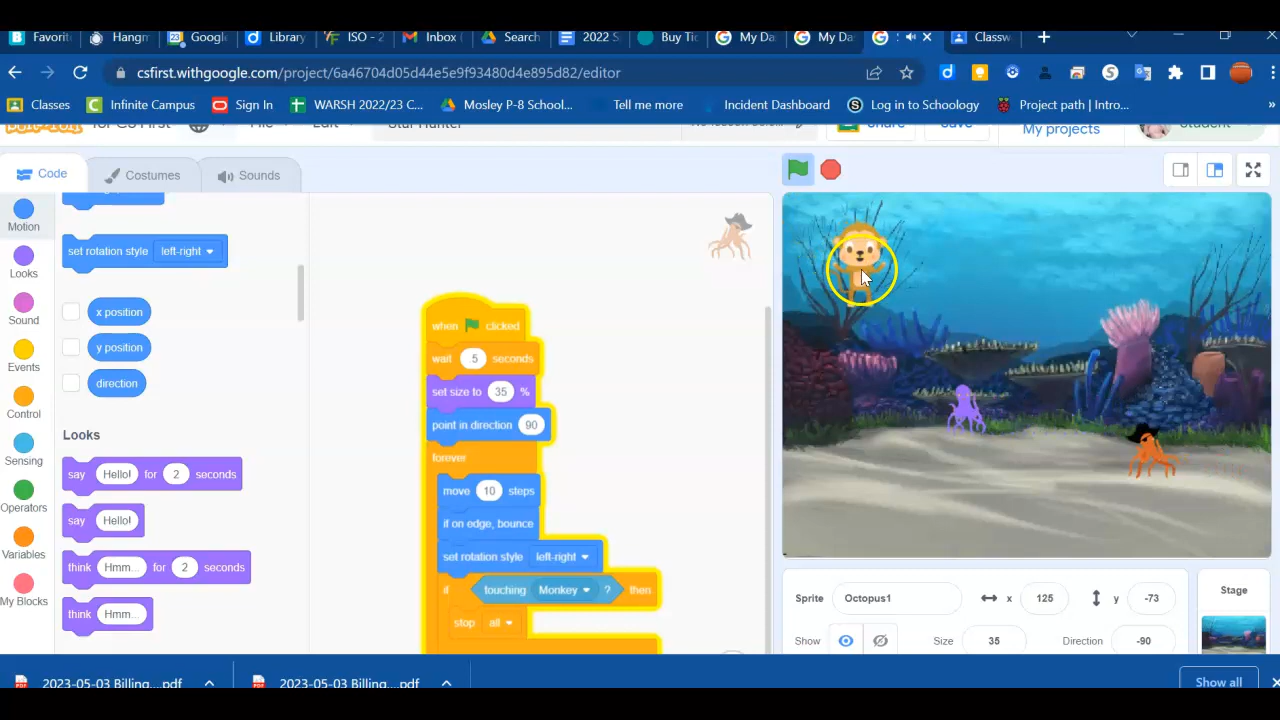 Favorit Hangm Googl Library ISO - 2 Inbox ( Search 2022 S Buy Tic My Da My Da S Classw
csfirst.withgoogle.com/project/6a46704d05d44e5e9f93480d4e895d82/editor
Classes Infinite Campus Sign In WARSH 2022/23 C... Mosley P-8 School... Tell me more Incident Dashboard Log in to Schoology Project path | Intro... »
for CS First File Edit Star Hunter Share Save My projects Student
Code Costumes Sounds
Motion
Looks
Sound
Events
Control
Sensing
Operators
Variables
My Blocks
set rotation style left-right
x position
y position
direction
Looks
say Hello! for 2 seconds
say Hello!
think Hmm... for 2 seconds
think Hmm...
when clicked
wait 5 seconds
set size to 35 %
point in direction 90
forever
move 10 steps
if on edge, bounce
set rotation style left-right
if touching Monkey ? then
stop all
Sprite Octopus1 x 125 y -73
Show Size 35 Direction -90
Stage
2023-05-03 Billing....pdf 2023-05-03 Billing....pdf Show all